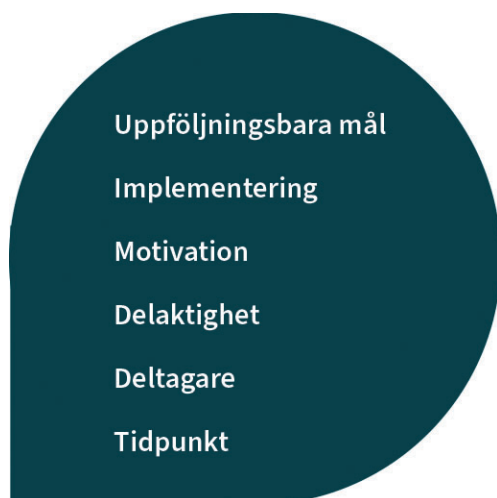 Uppföljningsbara mål
Implementering
Motivation
Delaktighet
Deltagare
Tidpunkt